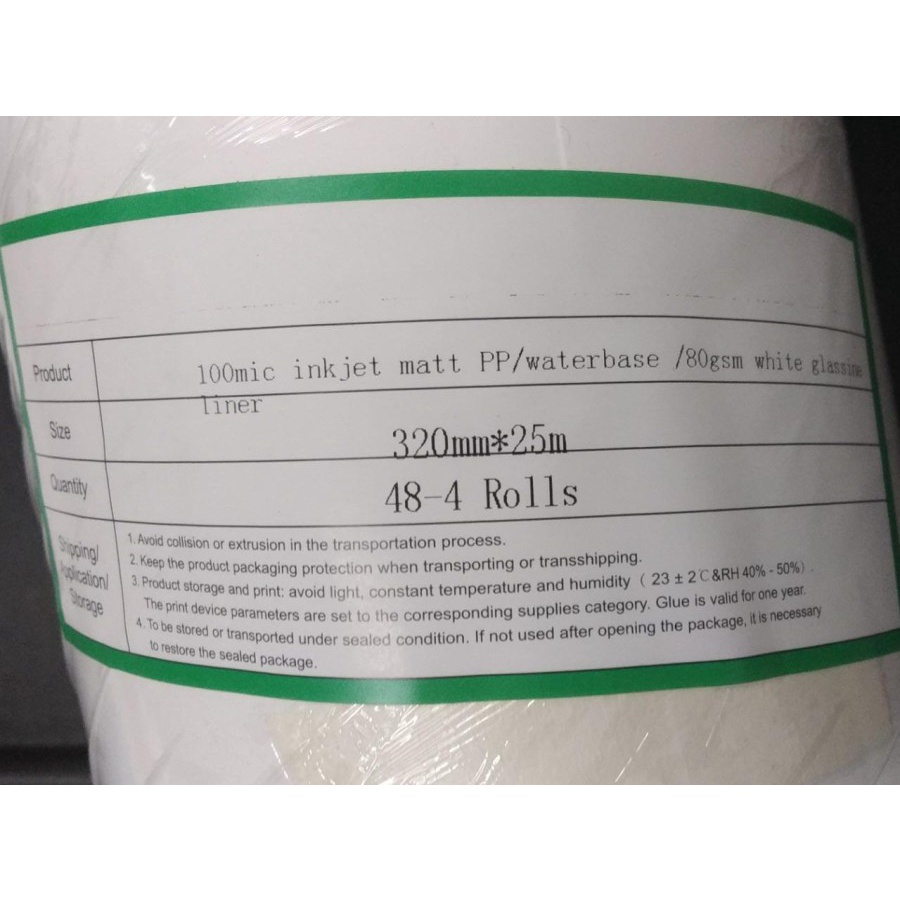 Product
100mic inkjet matt PP/waterbase /80gsm white glassine
liner
Size
320mm*25m
Quantity
48-4 Rolls
Shipping/
Application/
Storage
1. Avoid collision or extrusion in the transportation process.
2. Keep the product packaging protection when transporting or transshipping.
3. Product storage and print: avoid light, constant temperature and humidity ( 23 ± 2℃&RH 40% - 50%) .
The print device parameters are set to the corresponding supplies category. Glue is valid for one year.
4. To be stored or transported under sealed condition. If not used after opening the package, it is necessary
to restore the sealed package.